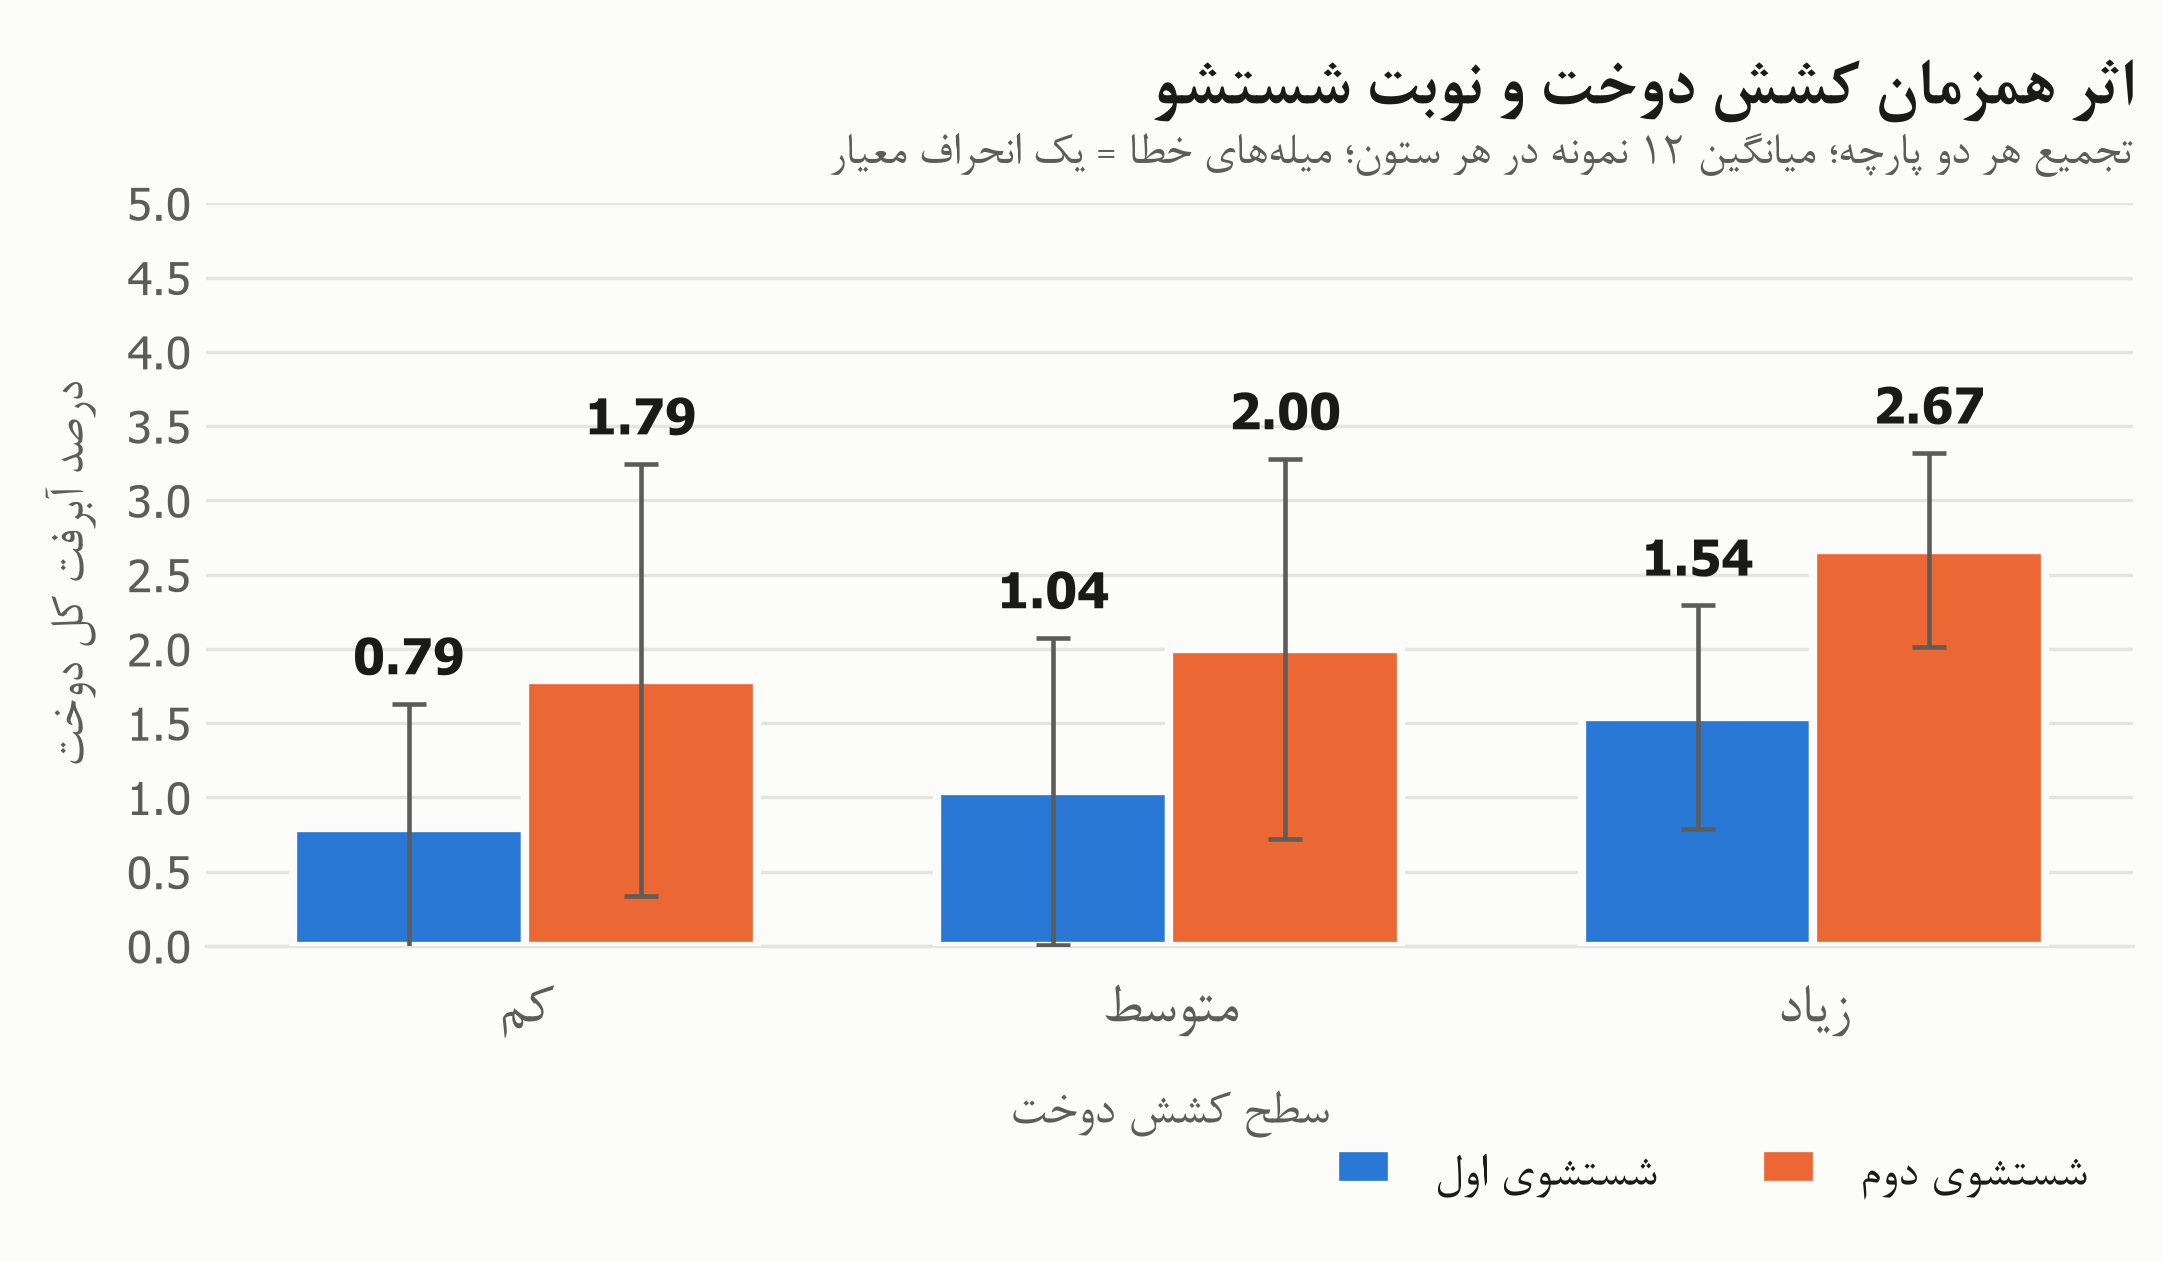 اثر همزمان کشش دوخت و نوبت شستشو
تجمیع هر دو پارچه؛ میانگین ۱۲ نمونه در هر ستون؛ میله‌های خطا = یک انحراف معیار
درصد آبرفت کل دوخت
5.0
4.5
4.0
3.5
3.0
2.5
2.0
1.5
1.0
0.5
0.0
0.79
1.79
1.04
2.00
1.54
2.67
کم
متوسط
زیاد
سطح کشش دوخت
شستشوی اول
شستشوی دوم